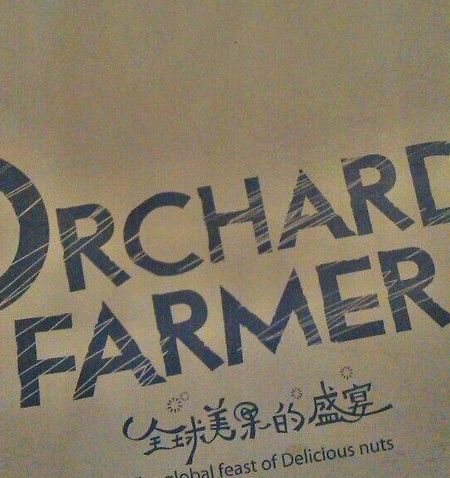 ORCHARD
FARMER
全球美果的盛宴
global feast of Delicious nuts